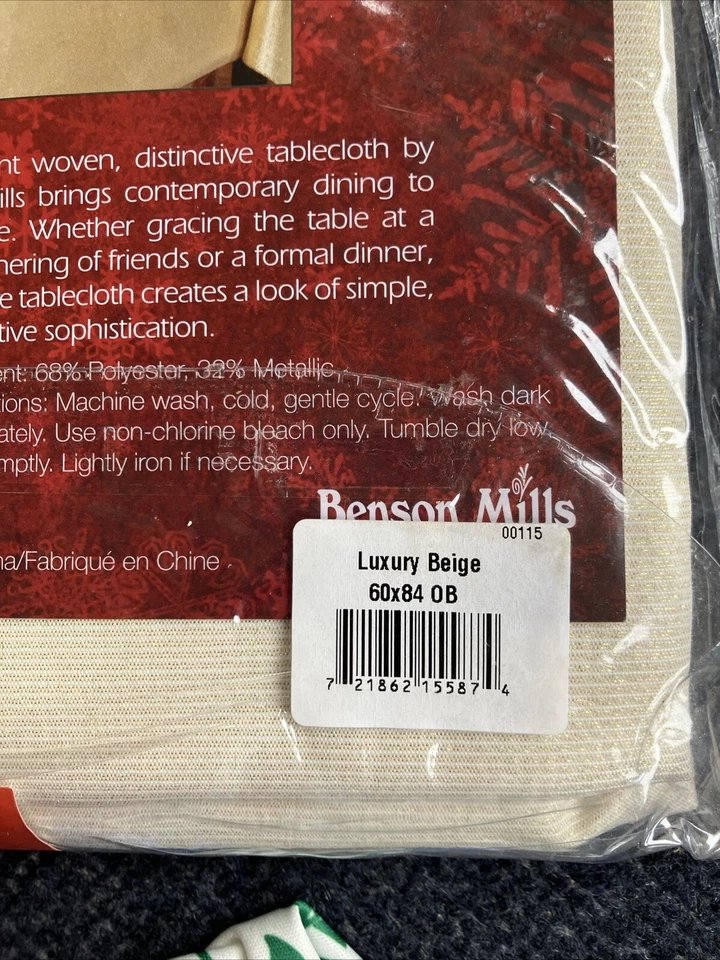 nt woven, distinctive tablecloth by
ills brings contemporary dining to
e. Whether gracing the table at a
hering of friends or a formal dinner,
e tablecloth creates a look of simple,
tive sophistication.
ent: 68% Polyester, 32% Metallic
tions: Machine wash, cold, gentle cycle. Wash dark
ately. Use non-chlorine bleach only. Tumble dry low.
mptly. Lightly iron if necessary.
Benson Mills
na/Fabriqué en Chine
00115
Luxury Beige
60x84 OB
7 21862 15587 4